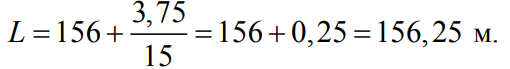 L = 156 + 3,75/15 = 156 + 0,25 = 156,25 м.